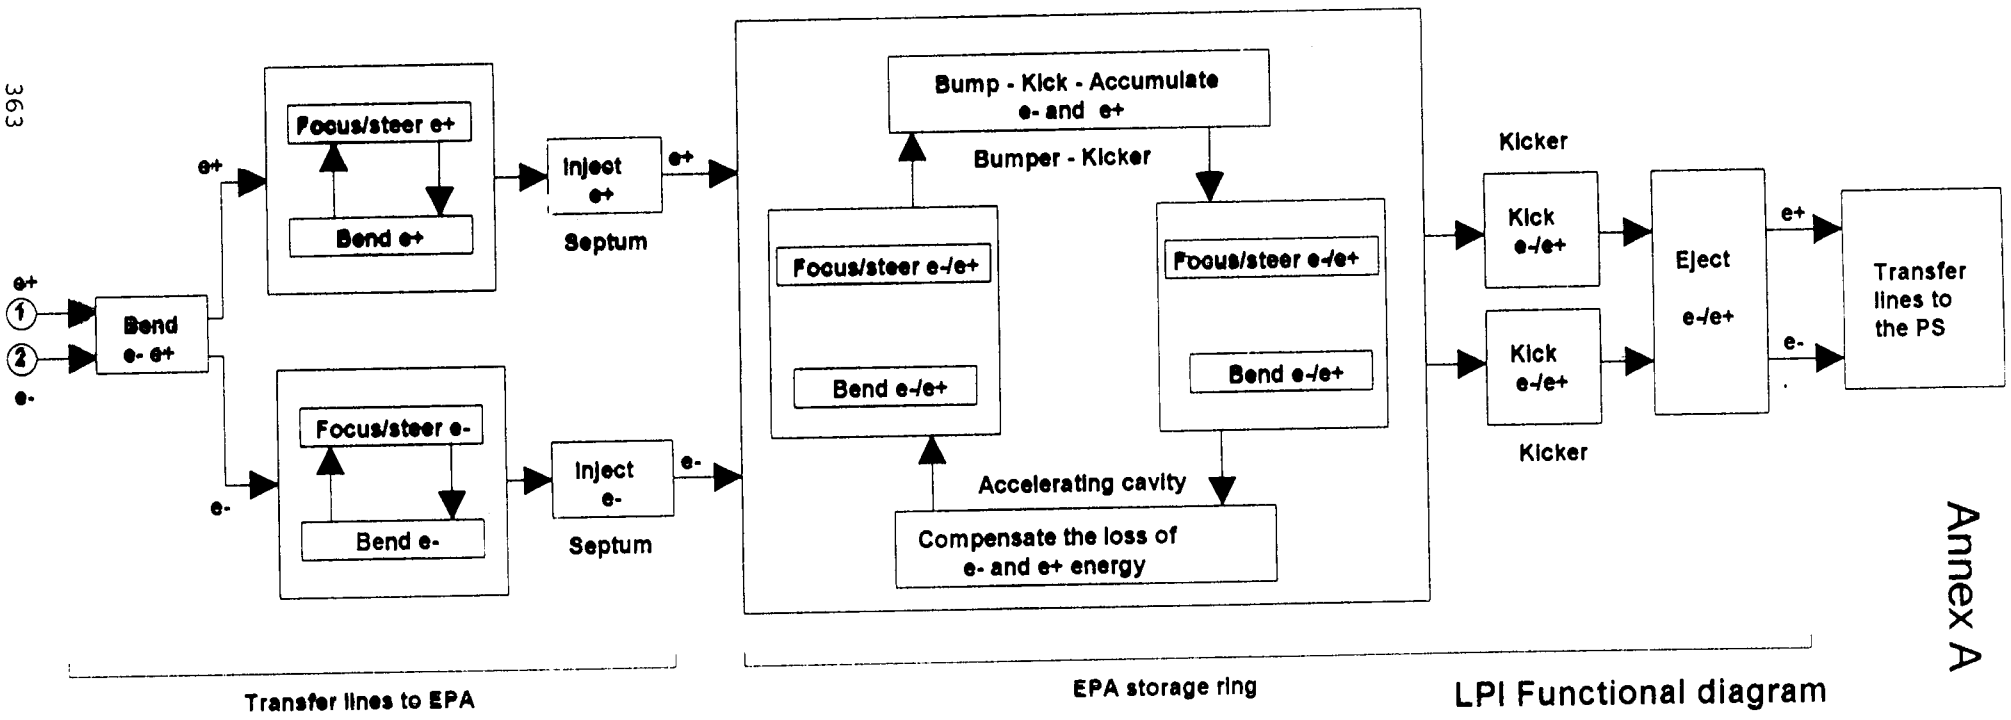 363
e+
1
2
e-
Bend
e- e+
e+
e-
Focus/steer e+
Bend e+
Focus/steer e-
Bend e-
Inject
e+
Septum
e+
Inject
e-
Septum
e-
Transfer lines to EPA
Bump - Kick - Accumulate
e- and e+
Bumper - Kicker
Focus/steer e-/e+
Bend e-/e+
Focus/steer e-/e+
Bend e-/e+
Accelerating cavity
Compensate the loss of
e- and e+ energy
EPA storage ring
Kicker
Kick
e-/e+
Kick
e-/e+
Kicker
Eject
e-/e+
e+
e-
Transfer
lines to
the PS
LPI Functional diagram
Annex A